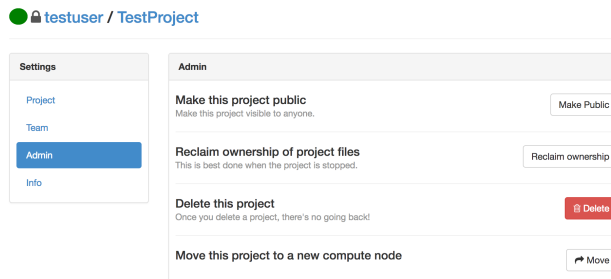 testuser / TestProject
Settings
Project
Team
Admin
Info
Admin
Make this project public
Make this project visible to anyone.
Make Public
Reclaim ownership of project files
This is best done when the project is stopped.
Reclaim ownership
Delete this project
Once you delete a project, there's no going back!
Delete
Move this project to a new compute node
Move